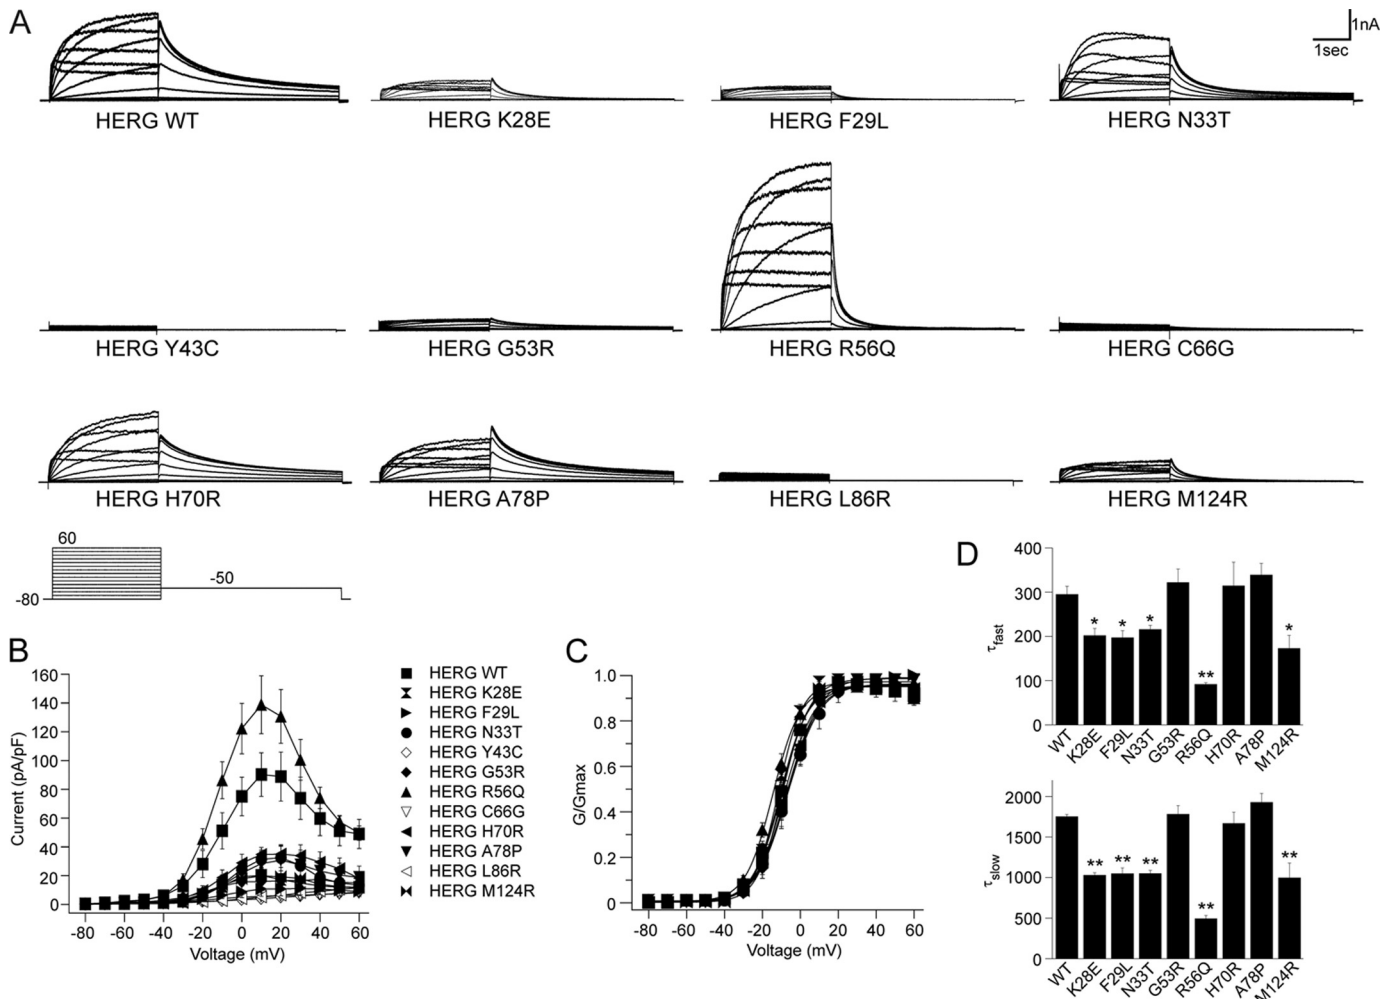 A
1nA
1sec
HERG WT
HERG K28E
HERG F29L
HERG N33T
HERG Y43C
HERG G53R
HERG R56Q
HERG C66G
HERG H70R
HERG A78P
HERG L86R
HERG M124R
60
-50
-80
B
160
140
120
100
80
60
40
20
0
Current (pA/pF)
-80 -60 -40 -20 0 20 40 60
Voltage (mV)
HERG WT
HERG K28E
HERG F29L
HERG N33T
HERG Y43C
HERG G53R
HERG R56Q
HERG C66G
HERG H70R
HERG A78P
HERG L86R
HERG M124R
C
1.0
0.8
0.6
0.4
0.2
0
G/Gmax
-80 -60 -40 -20 0 20 40 60
Voltage (mV)
D
400
300
200
100
0
τfast
* * * ** *
WT K28E F29L N33T G53R R56Q H70R A78P M124R
2000
1500
1000
500
0
τslow
** ** ** ** **
WT K28E F29L N33T G53R R56Q H70R A78P M124R